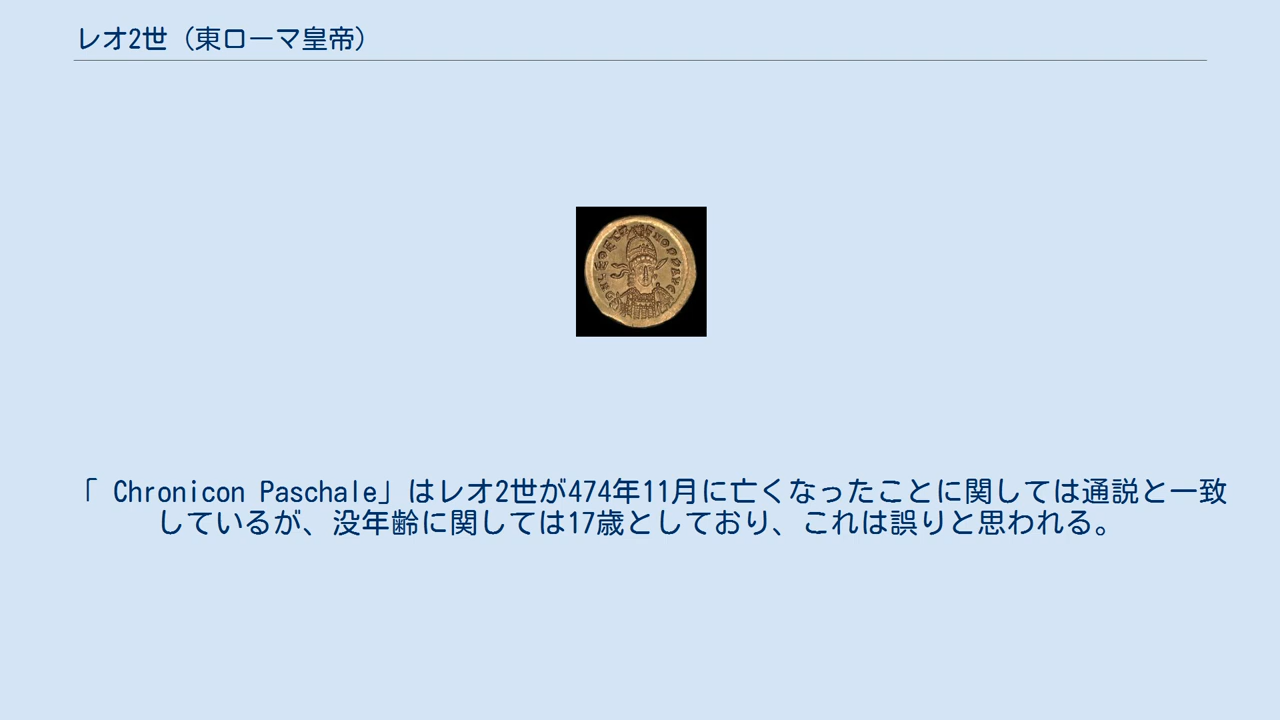 レオ2世（東ローマ皇帝）
「 Chronicon Paschale」はレオ2世が474年11月に亡くなったことに関しては通説と一致
しているが、没年齢に関しては17歳としており、これは誤りと思われる。